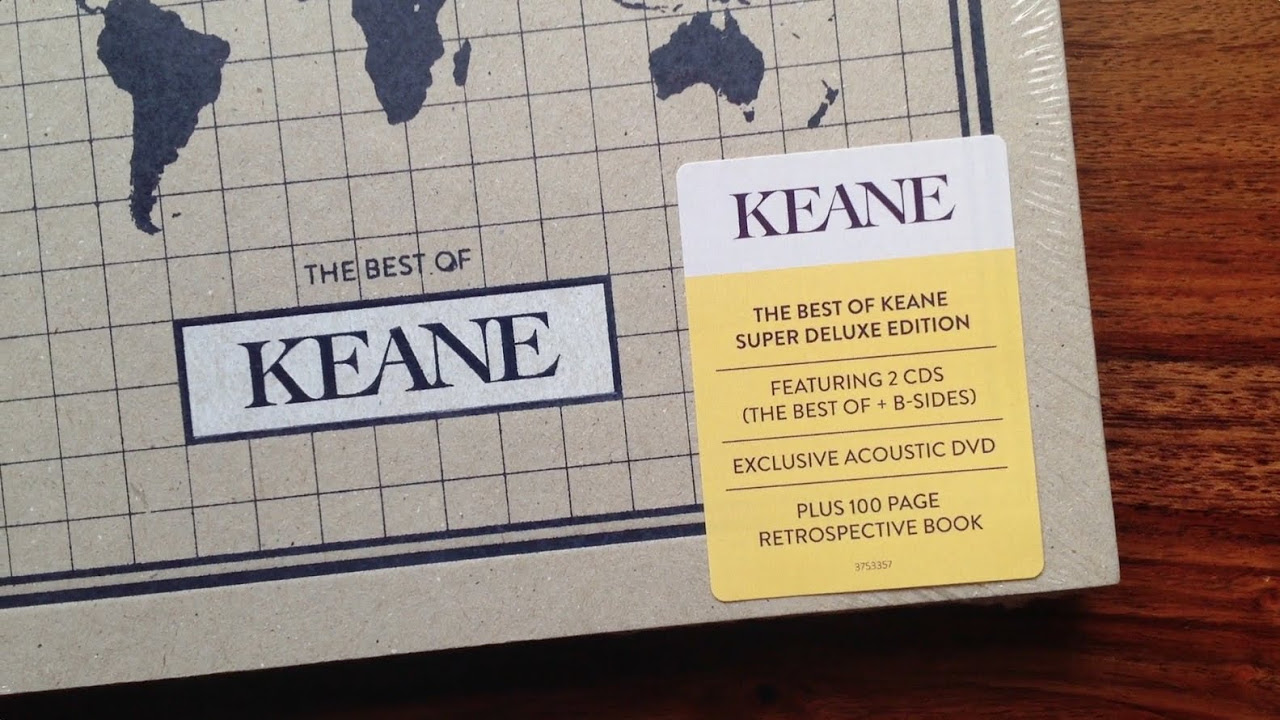 THE BEST OF
KEANE
KEANE
THE BEST OF KEANE
SUPER DELUXE EDITION
FEATURING 2 CDS
(THE BEST OF + B-SIDES)
EXCLUSIVE ACOUSTIC DVD
PLUS 100 PAGE
RETROSPECTIVE BOOK
3753357